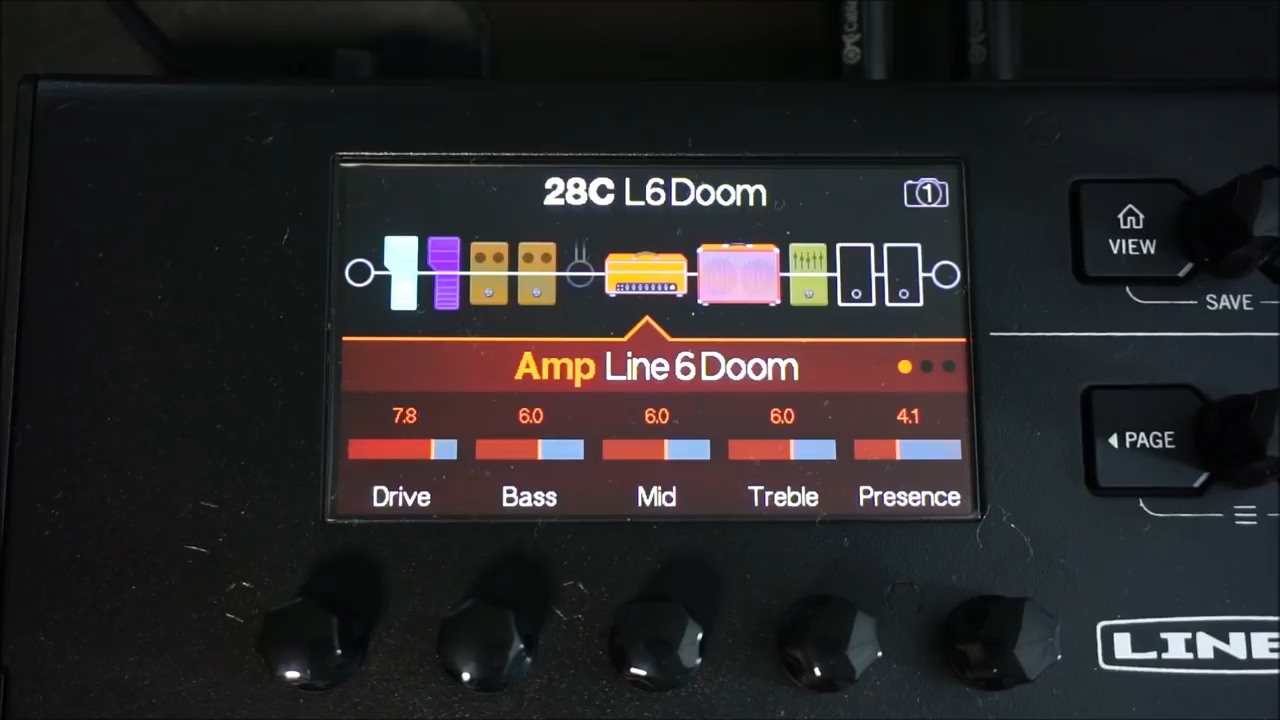 28C L6 Doom
1
VIEW
SAVE
Amp Line 6 Doom
7.8 6.0 6.0 6.0 4.1
PAGE
Drive Bass Mid Treble Presence
LINE